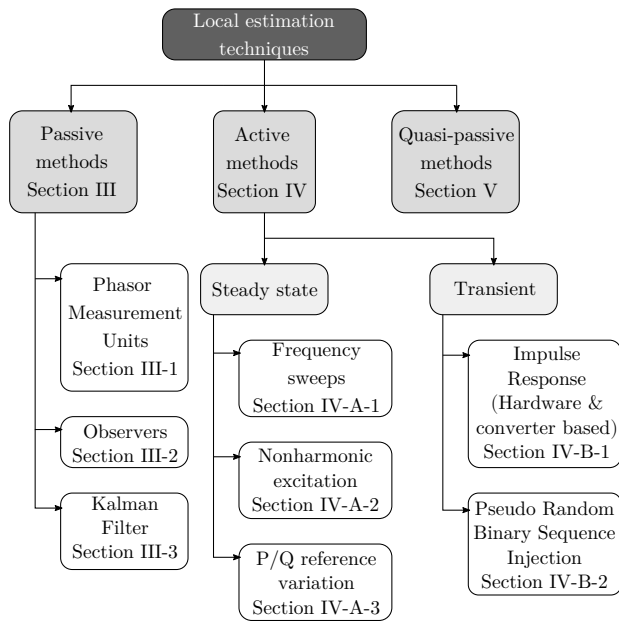 Local estimation
techniques
Passive
methods
Section III
Active
methods
Section IV
Quasi-passive
methods
Section V
Phasor
Measurement
Units
Section III-1
Observers
Section III-2
Kalman
Filter
Section III-3
Steady state
Frequency
sweeps
Section IV-A-1
Nonharmonic
excitation
Section IV-A-2
P/Q reference
variation
Section IV-A-3
Transient
Impulse
Response
(Hardware &
converter based)
Section IV-B-1
Pseudo Random
Binary Sequence
Injection
Section IV-B-2